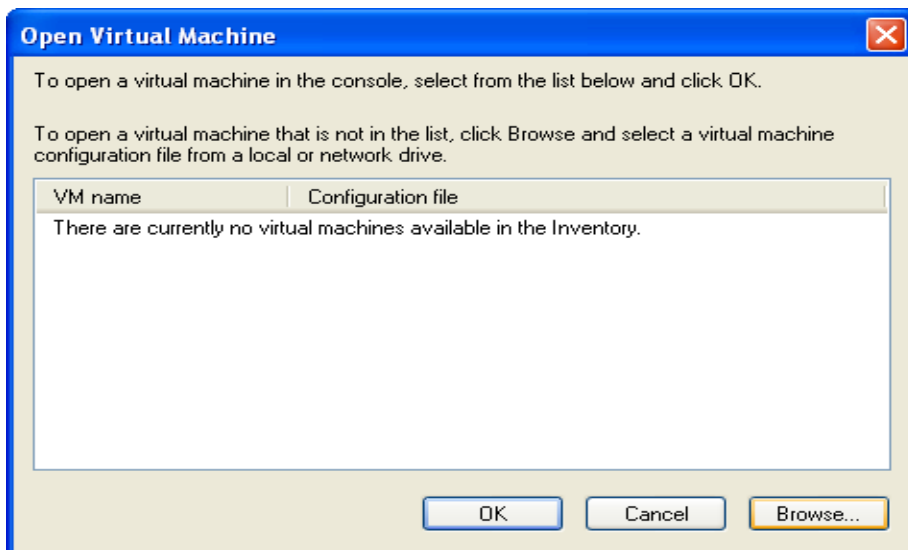 Open Virtual Machine
To open a virtual machine in the console, select from the list below and click OK.
To open a virtual machine that is not in the list, click Browse and select a virtual machine
configuration file from a local or network drive.
VM name Configuration file
There are currently no virtual machines available in the Inventory.
OK Cancel Browse...